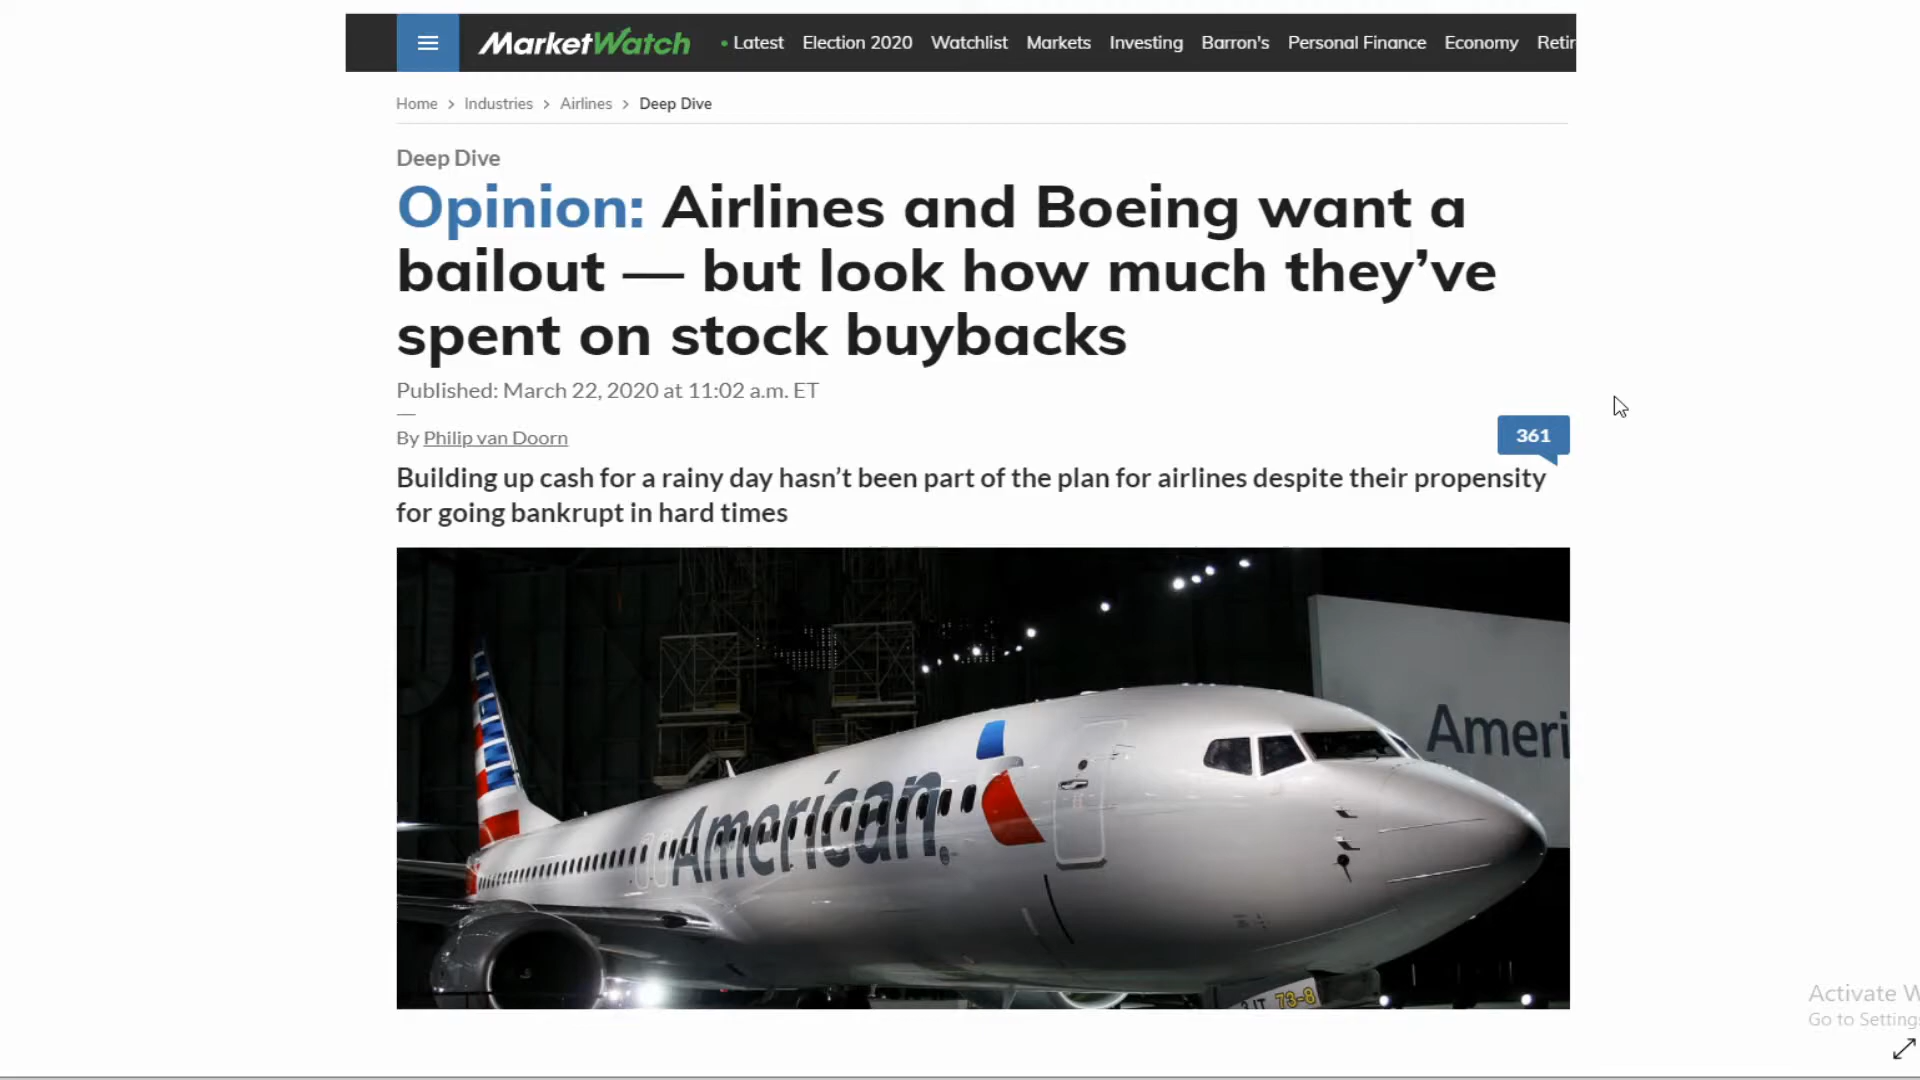 MarketWatch • Latest Election 2020 Watchlist Markets Investing Barron's Personal Finance Economy Retir
Home > Industries > Airlines > Deep Dive
Deep Dive
Opinion: Airlines and Boeing want a
bailout — but look how much they’ve
spent on stock buybacks
Published: March 22, 2020 at 11:02 a.m. ET
By Philip van Doorn
361
Building up cash for a rainy day hasn’t been part of the plan for airlines despite their propensity
for going bankrupt in hard times
Ameri
American
73-8
Activate W
Go to Settings